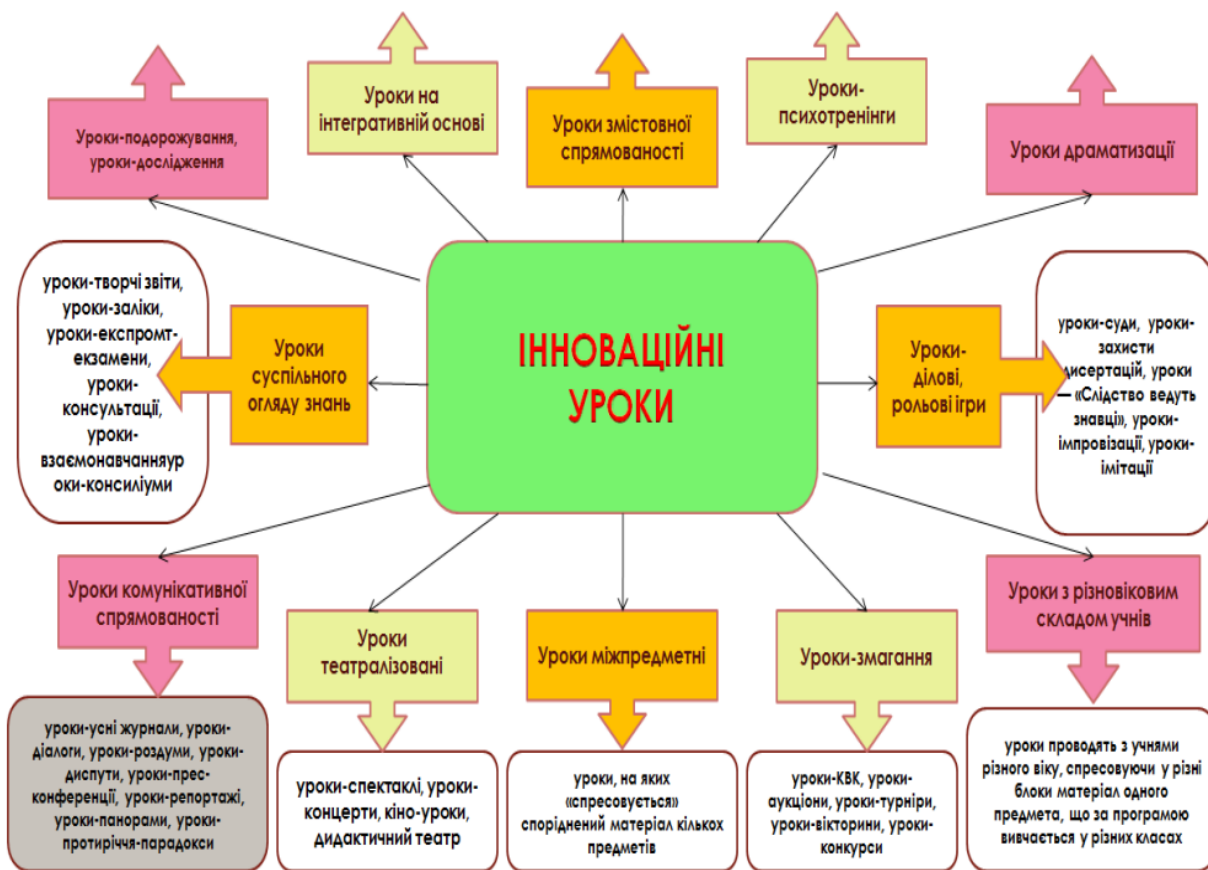 Уроки-подорожування,
уроки-дослідження
Уроки на
інтегративній основі
Уроки змістовної
спрямованості
Уроки-
психотренінги
Уроки драматизації
уроки-творчі звіти,
уроки-заліки,
уроки-експромт-
екзамени,
уроки-
консультації,
уроки-
взаємонавчанняур
оки-консиліуми
Уроки
суспільного
огляду знань
ІННОВАЦІЙНІ
УРОКИ
Уроки-
ділові,
рольові ігри
уроки-суди, уроки-
захисти
дисертацій, уроки
— «Слідство ведуть
знавці», уроки-
імпровізації, уроки-
імітації
Уроки комунікативної
спрямованості
Уроки
театралізовані
Уроки міжпредметні
Уроки-змагання
Уроки з різновіковим
складом учнів
уроки-усні журнали, уроки-
діалоги, уроки-роздуми, уроки-
диспути, уроки-прес-
конференції, уроки-репортажі,
уроки-панорами, уроки-
протиріччя-парадокси
уроки-спектаклі, уроки-
концерти, кіно-уроки,
дидактичний театр
уроки, на яких
«спресовується»
споріднений матеріал кількох
предметів
уроки-КВК, уроки-
аукціони, уроки-турніри,
уроки-вікторини, уроки-
конкурси
уроки проводять з учнями
різного віку, спресовуючи у різні
блоки матеріал одного
предмета, що за програмою
вивчається у різних класах